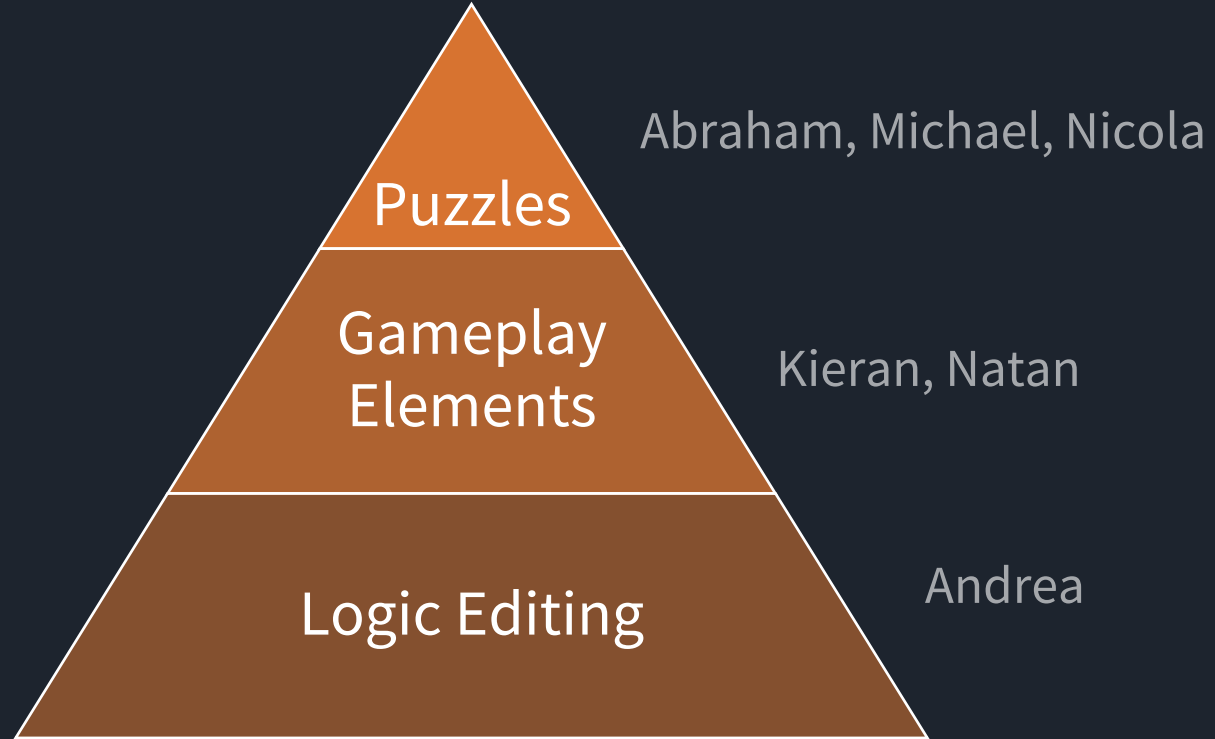 Abraham, Michael, Nicola
Puzzles
Gameplay
Elements
Kieran, Natan
Logic Editing
Andrea